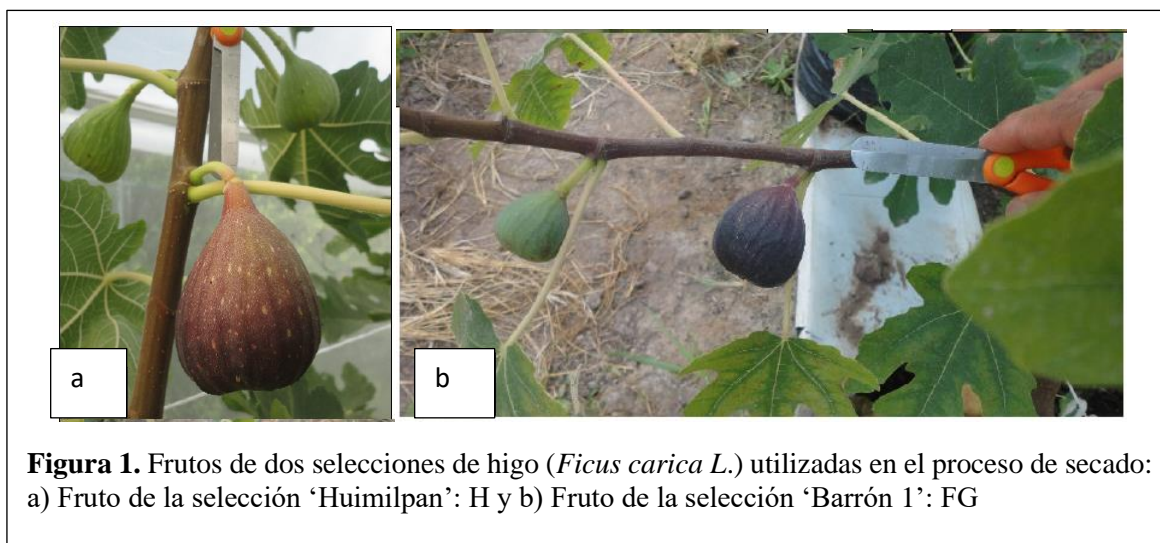 a
b
Figura 1. Frutos de dos selecciones de higo (Ficus carica L.) utilizadas en el proceso de secado:
a) Fruto de la selección ‘Huimilpan’: H y b) Fruto de la selección ‘Barrón 1’: FG